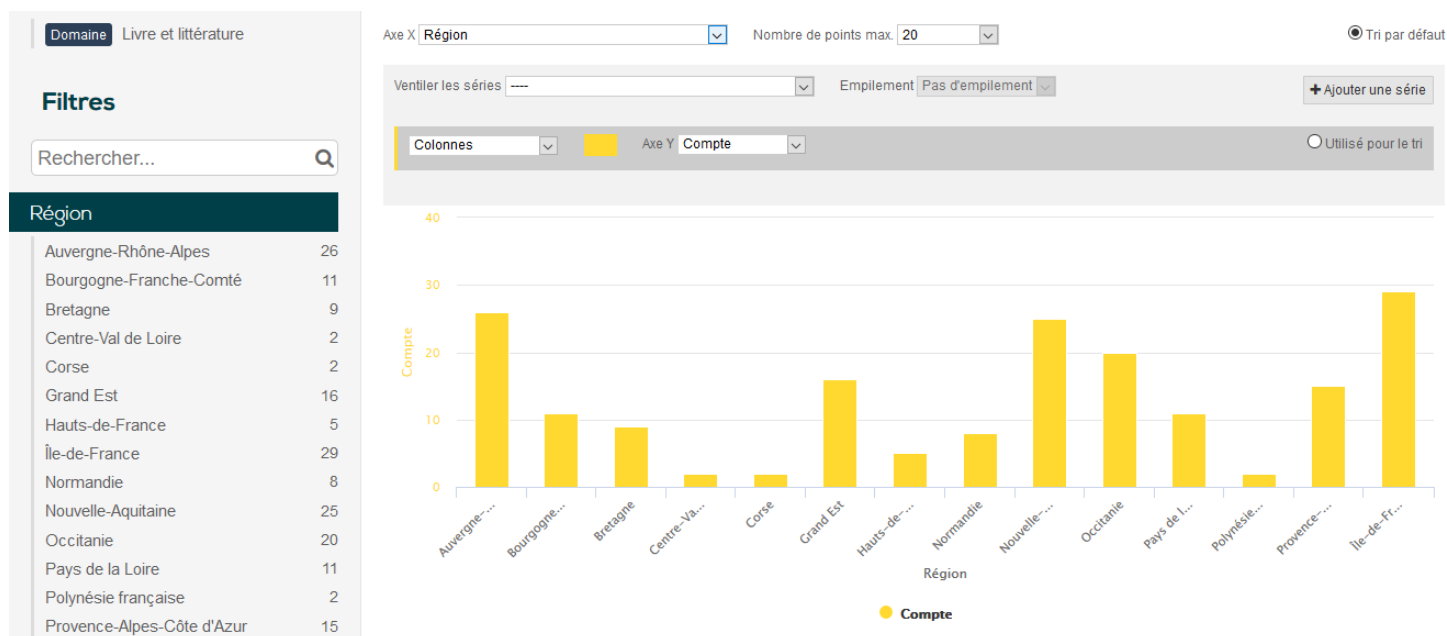 Domaine Livre et littérature
Filtres
Rechercher...
Région
Auvergne-Rhône-Alpes 26
Bourgogne-Franche-Comté 11
Bretagne 9
Centre-Val de Loire 2
Corse 2
Grand Est 16
Hauts-de-France 5
Île-de-France 29
Normandie 8
Nouvelle-Aquitaine 25
Occitanie 20
Pays de la Loire 11
Polynésie française 2
Provence-Alpes-Côte d'Azur 15
Axe X Région Nombre de points max. 20 Tri par défaut
Ventiler les séries ---- Empilement Pas d'empilement + Ajouter une série
Colonnes Axe Y Compte Utilisé pour le tri
40
30
20
10
0
Compte
Auvergne-... Bourgogne... Bretagne Centre-Va... Corse Grand Est Hauts-de-... Normandie Nouvelle-... Occitanie Pays de l... Polynésie... Provence-... Île-de-Fr...
Région
Compte